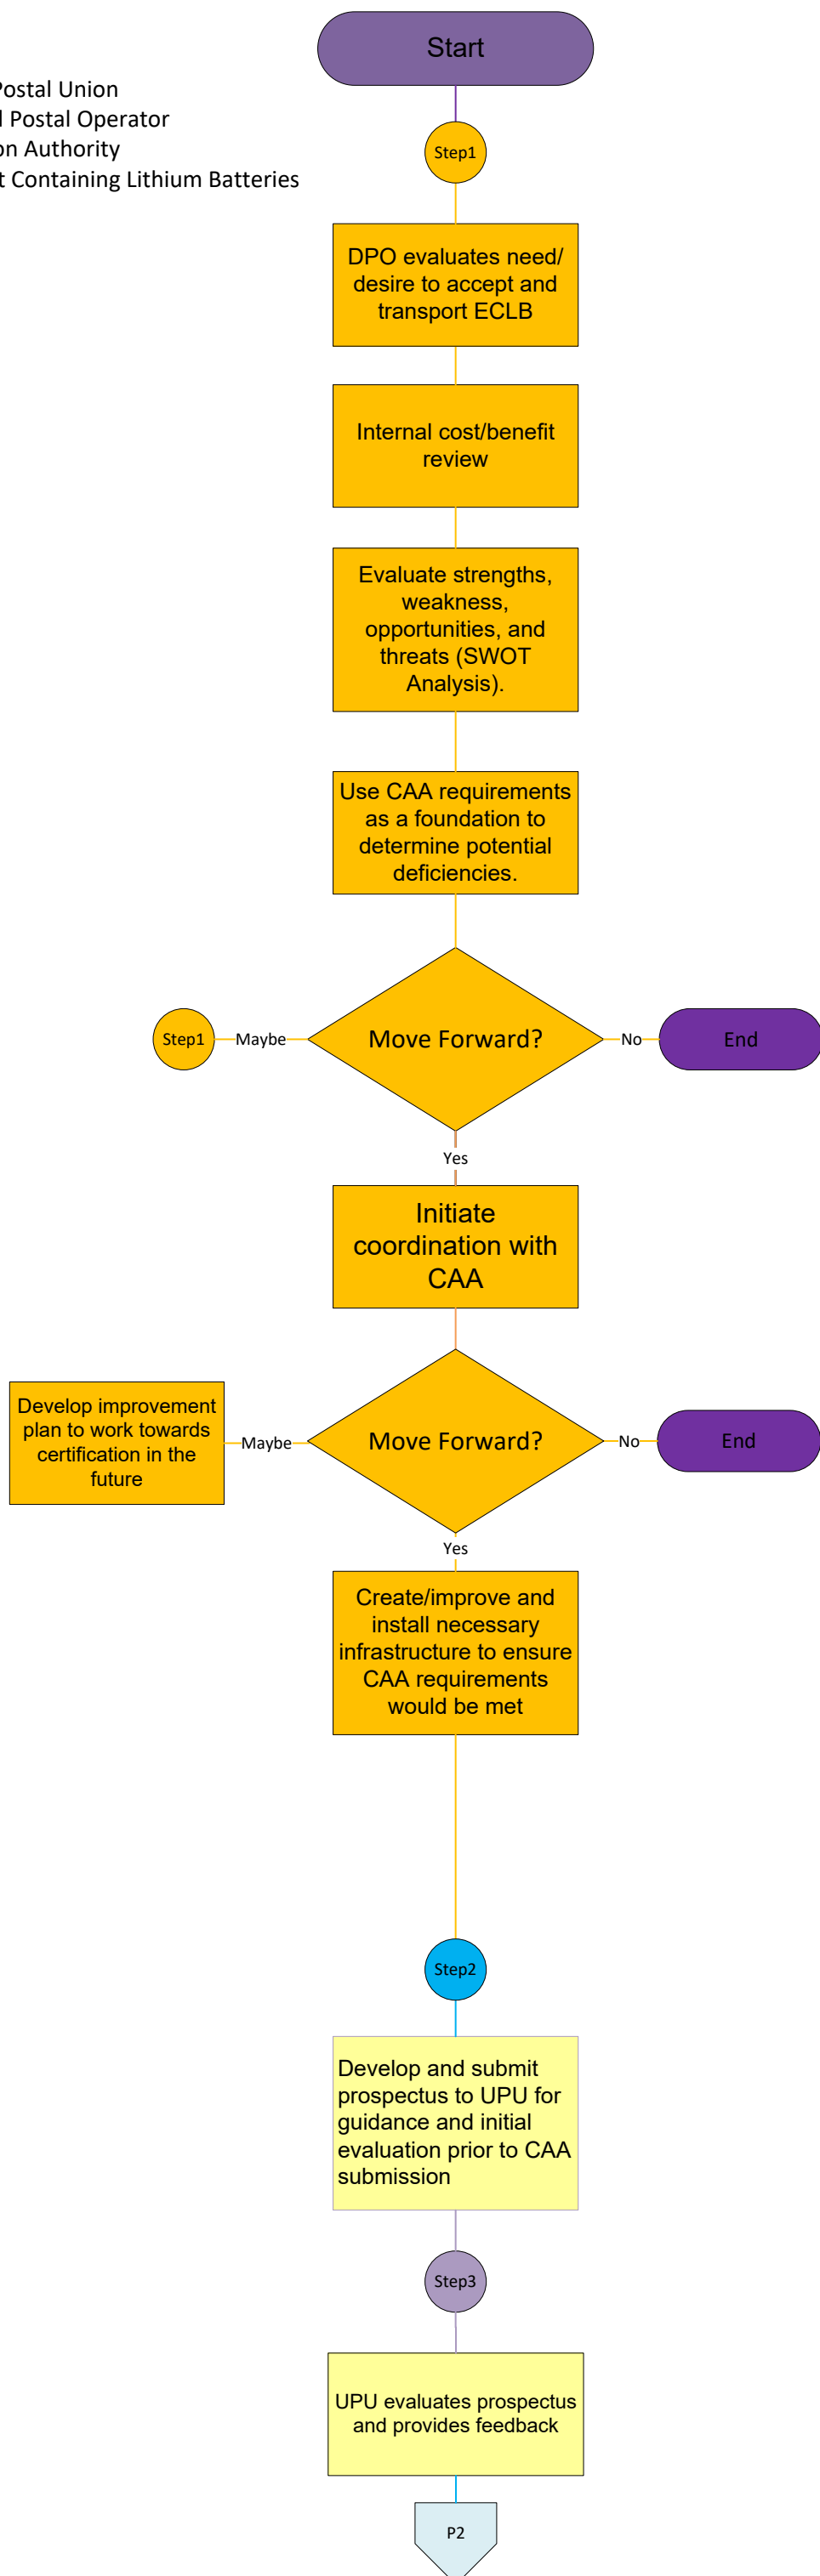 Start
Postal Union
Postal Operator
Authority
Containing Lithium Batteries
Step1
DPO evaluates need/
desire to accept and
transport ECLB
Internal cost/benefit
review
Evaluate strengths,
weakness,
opportunities, and
threats (SWOT
Analysis).
Use CAA requirements
as a foundation to
determine potential
deficiencies.
Step1
Maybe
Move Forward?
No
End
Yes
Initiate
coordination with
CAA
Develop improvement
plan to work towards
certification in the
future
Maybe
Move Forward?
No
End
Yes
Create/improve and
install necessary
infrastructure to ensure
CAA requirements
would be met
Step2
Develop and submit
prospectus to UPU for
guidance and initial
evaluation prior to CAA
submission
Step3
UPU evaluates prospectus
and provides feedback
P2